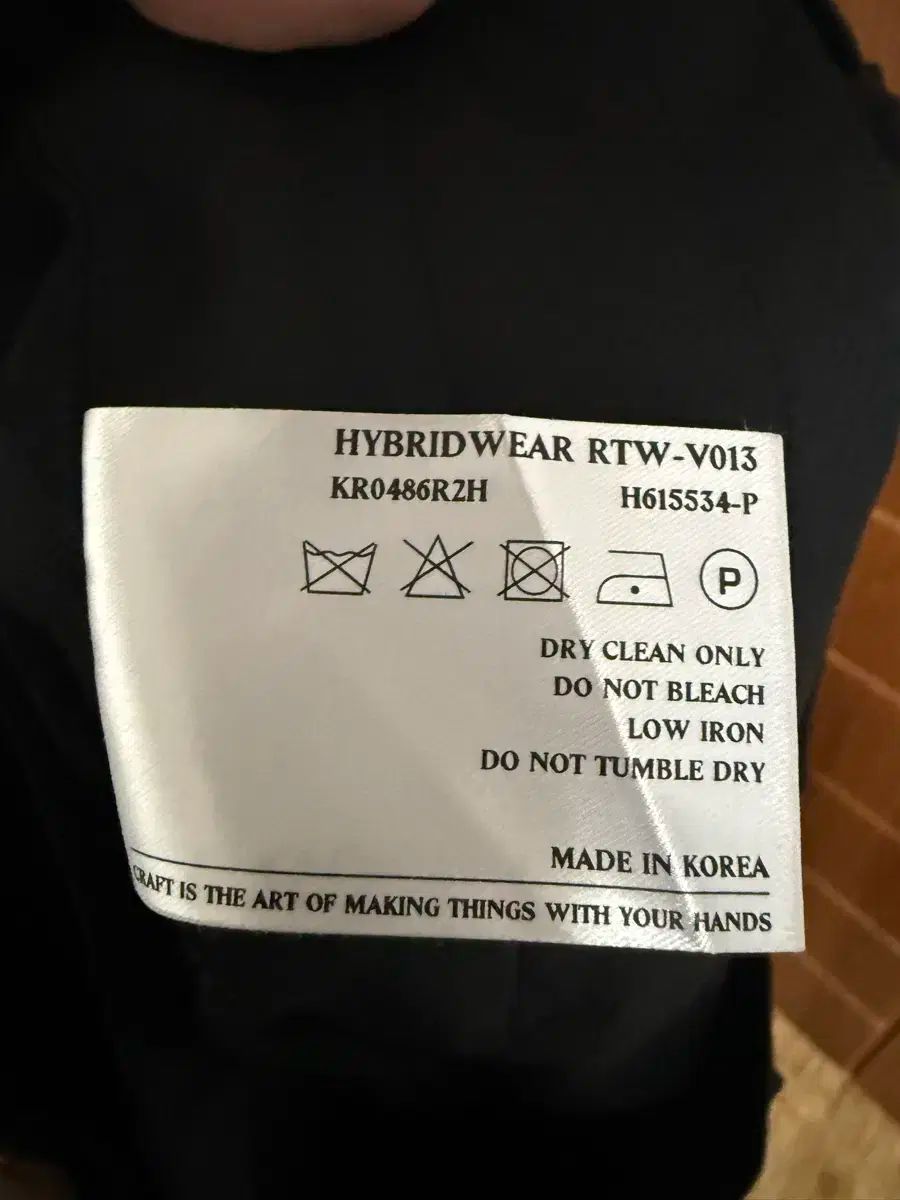 HYBRIDWEAR RTW-V013
KR0486R2H H615534-P
P
DRY CLEAN ONLY
DO NOT BLEACH
LOW IRON
DO NOT TUMBLE DRY
MADE IN KOREA
CRAFT IS THE ART OF MAKING THINGS WITH YOUR HANDS